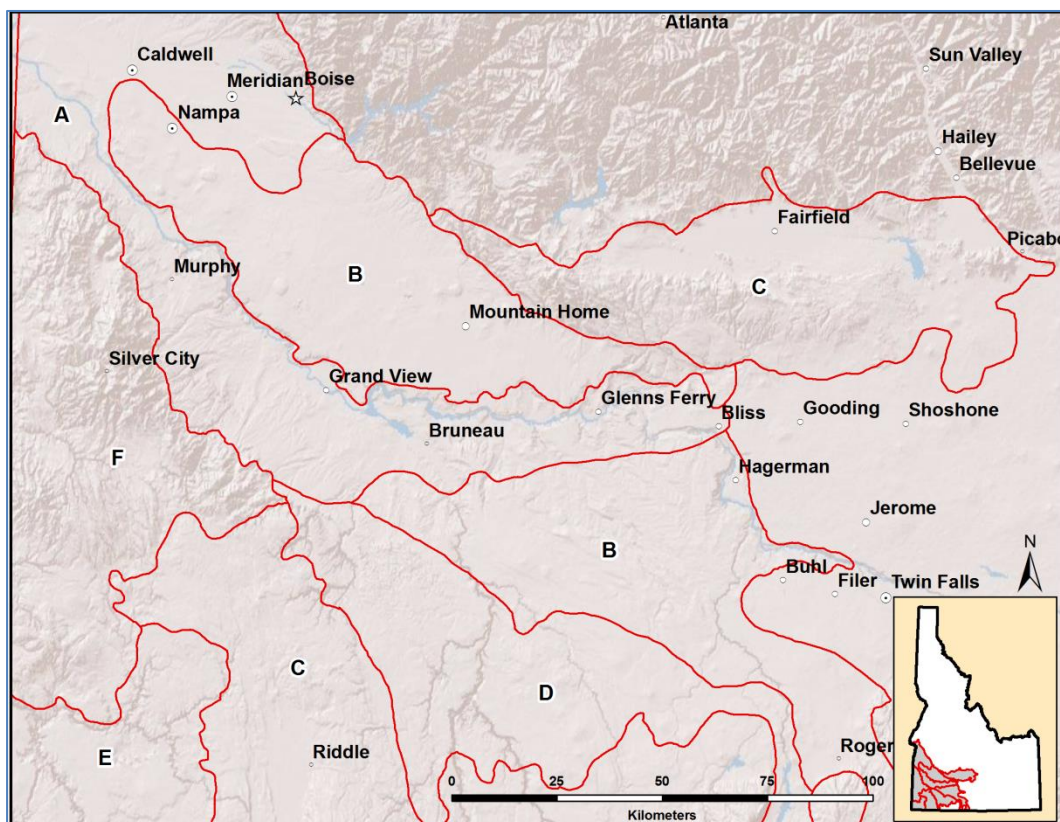 Atlanta
Caldwell
Sun Valley
Meridian
Boise
A
Nampa
Hailey
Bellevue
Fairfield
Picabo
Murphy
B
C
Mountain Home
Silver City
Grand View
Glenns Ferry
Bliss
Gooding
Shoshone
Bruneau
F
Hagerman
Jerome
B
N
Buhl
Filer
Twin Falls
C
D
E
Riddle
Roger
0 25 50 75 100
Kilometers